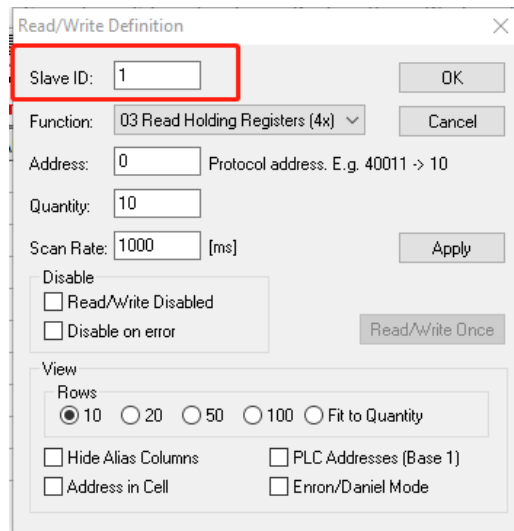 Read/Write Definition
Slave ID: 1 OK
Function: 03 Read Holding Registers (4x) Cancel
Address: 0 Protocol address. E.g. 40011 -> 10
Quantity: 10
Scan Rate: 1000 [ms] Apply
Disable
Read/Write Disabled
Disable on error Read/Write Once
View
Rows
10 20 50 100 Fit to Quantity
Hide Alias Columns PLC Addresses (Base 1)
Address in Cell Enron/Daniel Mode